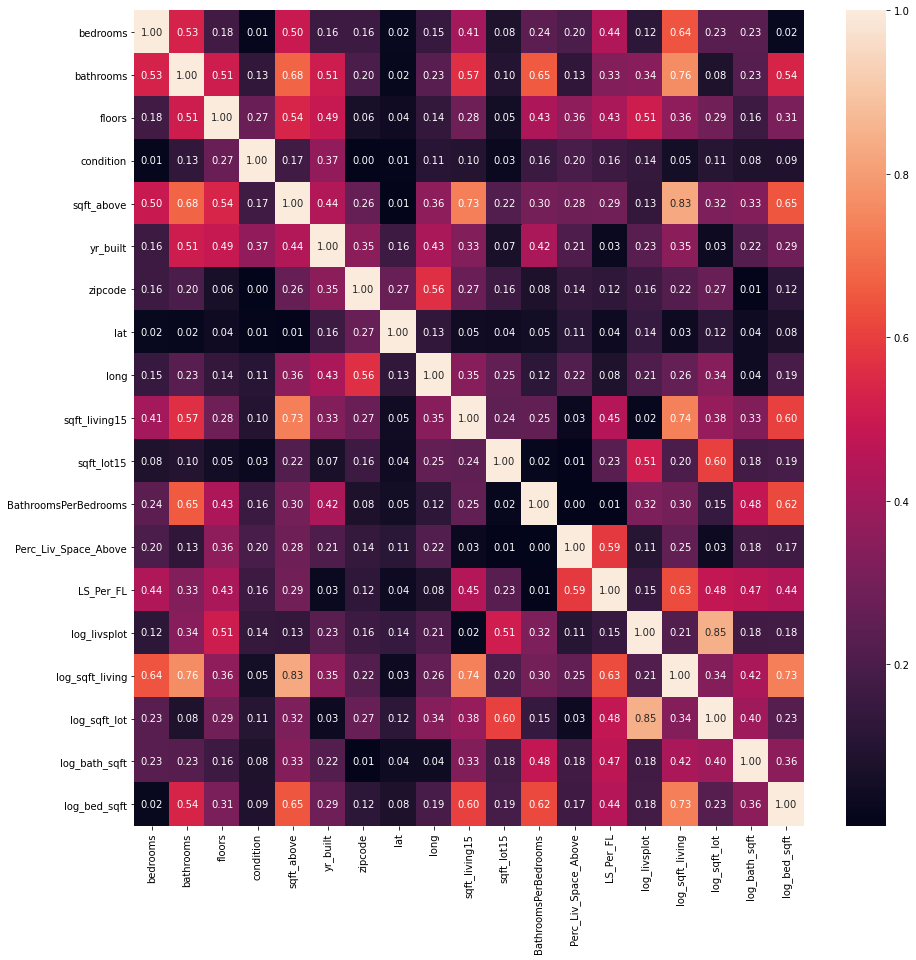 bedrooms 1.00 0.53 0.18 0.01 0.50 0.16 0.16 0.02 0.15 0.41 0.08 0.24 0.20 0.44 0.12 0.64 0.23 0.23 0.02
bathrooms 0.53 1.00 0.51 0.13 0.68 0.51 0.20 0.02 0.23 0.57 0.10 0.65 0.13 0.33 0.34 0.76 0.08 0.23 0.54
floors 0.18 0.51 1.00 0.27 0.54 0.49 0.06 0.04 0.14 0.28 0.05 0.43 0.36 0.43 0.51 0.36 0.29 0.16 0.31
condition 0.01 0.13 0.27 1.00 0.17 0.37 0.00 0.01 0.11 0.10 0.03 0.16 0.20 0.16 0.14 0.05 0.11 0.08 0.09
sqft_above 0.50 0.68 0.54 0.17 1.00 0.44 0.26 0.01 0.36 0.73 0.22 0.30 0.28 0.29 0.13 0.83 0.32 0.33 0.65
yr_built 0.16 0.51 0.49 0.37 0.44 1.00 0.35 0.16 0.43 0.33 0.07 0.42 0.21 0.03 0.23 0.35 0.03 0.22 0.29
zipcode 0.16 0.20 0.06 0.00 0.26 0.35 1.00 0.27 0.56 0.27 0.16 0.08 0.14 0.12 0.16 0.22 0.27 0.01 0.12
lat 0.02 0.02 0.04 0.01 0.01 0.16 0.27 1.00 0.13 0.05 0.04 0.05 0.11 0.04 0.14 0.03 0.12 0.04 0.08
long 0.15 0.23 0.14 0.11 0.36 0.43 0.56 0.13 1.00 0.35 0.25 0.12 0.22 0.08 0.21 0.26 0.34 0.04 0.19
sqft_living15 0.41 0.57 0.28 0.10 0.73 0.33 0.27 0.05 0.35 1.00 0.24 0.25 0.03 0.45 0.02 0.74 0.38 0.33 0.60
sqft_lot15 0.08 0.10 0.05 0.03 0.22 0.07 0.16 0.04 0.25 0.24 1.00 0.02 0.01 0.23 0.51 0.20 0.60 0.18 0.19
BathroomsPerBedrooms 0.24 0.65 0.43 0.16 0.30 0.42 0.08 0.05 0.12 0.25 0.02 1.00 0.00 0.01 0.32 0.30 0.15 0.48 0.62
Perc_Liv_Space_Above 0.20 0.13 0.36 0.20 0.28 0.21 0.14 0.11 0.22 0.03 0.01 0.00 1.00 0.59 0.11 0.25 0.03 0.18 0.17
LS_Per_FL 0.44 0.33 0.43 0.16 0.29 0.03 0.12 0.04 0.08 0.45 0.23 0.01 0.59 1.00 0.15 0.63 0.48 0.47 0.44
log_livsplot 0.12 0.34 0.51 0.14 0.13 0.23 0.16 0.14 0.21 0.02 0.51 0.32 0.11 0.15 1.00 0.21 0.85 0.18 0.18
log_sqft_living 0.64 0.76 0.36 0.05 0.83 0.35 0.22 0.03 0.26 0.74 0.20 0.30 0.25 0.63 0.21 1.00 0.34 0.42 0.73
log_sqft_lot 0.23 0.08 0.29 0.11 0.32 0.03 0.27 0.12 0.34 0.38 0.60 0.15 0.03 0.48 0.85 0.34 1.00 0.40 0.23
log_bath_sqft 0.23 0.23 0.16 0.08 0.33 0.22 0.01 0.04 0.04 0.33 0.18 0.48 0.18 0.47 0.18 0.42 0.40 1.00 0.36
log_bed_sqft 0.02 0.54 0.31 0.09 0.65 0.29 0.12 0.08 0.19 0.60 0.19 0.62 0.17 0.44 0.18 0.73 0.23 0.36 1.00
bedrooms
bathrooms
floors
condition
sqft_above
yr_built
zipcode
lat
long
sqft_living15
sqft_lot15
BathroomsPerBedrooms
Perc_Liv_Space_Above
LS_Per_FL
log_livsplot
log_sqft_living
log_sqft_lot
log_bath_sqft
log_bed_sqft
1.0
0.8
0.6
0.4
0.2